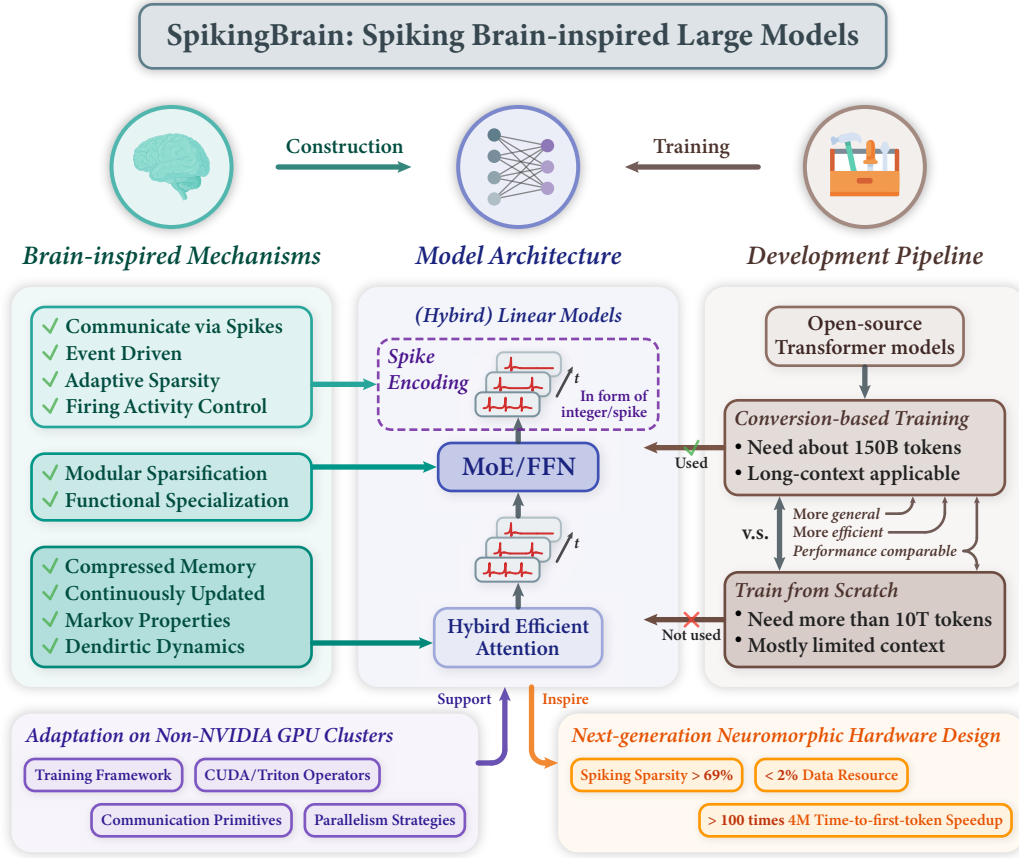 SpikingBrain: Spiking Brain-inspired Large Models
Construction
Training
Brain-inspired Mechanisms
Model Architecture
Development Pipeline
Communicate via Spikes
Event Driven
Adaptive Sparsity
Firing Activity Control
Modular Sparsification
Functional Specialization
Compressed Memory
Continuously Updated
Markov Properties
Dendirtic Dynamics
(Hybird) Linear Models
Spike
Encoding
t
In form of
integer/spike
MoE/FFN
t
Hybird Efficient
Attention
Open-source
Transformer models
Conversion-based Training
• Need about 150B tokens
• Long-context applicable
Used
v.s.
More general
More efficient
Performance comparable
Train from Scratch
• Need more than 10T tokens
• Mostly limited context
Not used
Support
Inspire
Adaptation on Non-NVIDIA GPU Clusters
Training Framework
CUDA/Triton Operators
Communication Primitives
Parallelism Strategies
Next-generation Neuromorphic Hardware Design
Spiking Sparsity > 69%
< 2% Data Resource
> 100 times 4M Time-to-first-token Speedup